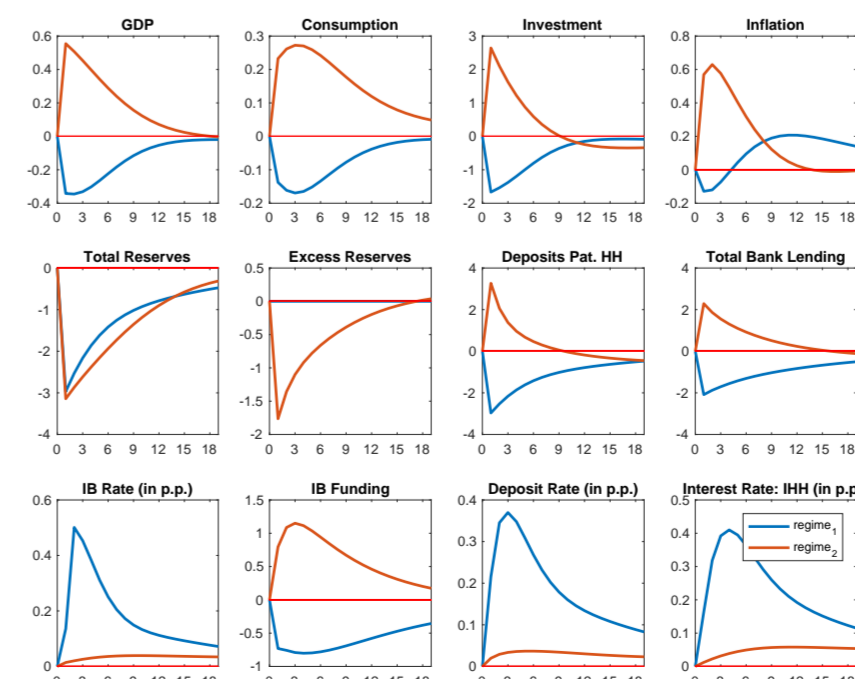 GDP Consumption Investment Inflation
0.6 0.3 3 0.8
0.4 0.2 2 0.6
0.2 0.1 1 0.4
0 0 0 0.2
-0.2 -0.1 -1 0
-0.4 -0.2 -2 -0.2
0 3 6 9 12 15 18 0 3 6 9 12 15 18 0 3 6 9 12 15 18 0 3 6 9 12 15 18
Total Reserves Excess Reserves Deposits Pat. HH Total Bank Lending
0 0.5 4 4
-1 0 2 2
-2 -0.5 0 0
-3 -1 -2 -2
-4 -1.5 -4 -4
-2
0 3 6 9 12 15 18 0 3 6 9 12 15 18 0 3 6 9 12 15 18 0 3 6 9 12 15 18
IB Rate (in p.p.) IB Funding Deposit Rate (in p.p.) Interest Rate: IHH (in p.p
0.6 1.5 0.4 0.5
0.4 1 0.3 0.4
0.2 0.5 0.2 0.3
0 0 0.1 0.2
-0.5 0 0.1
-1 0
regime1
regime2